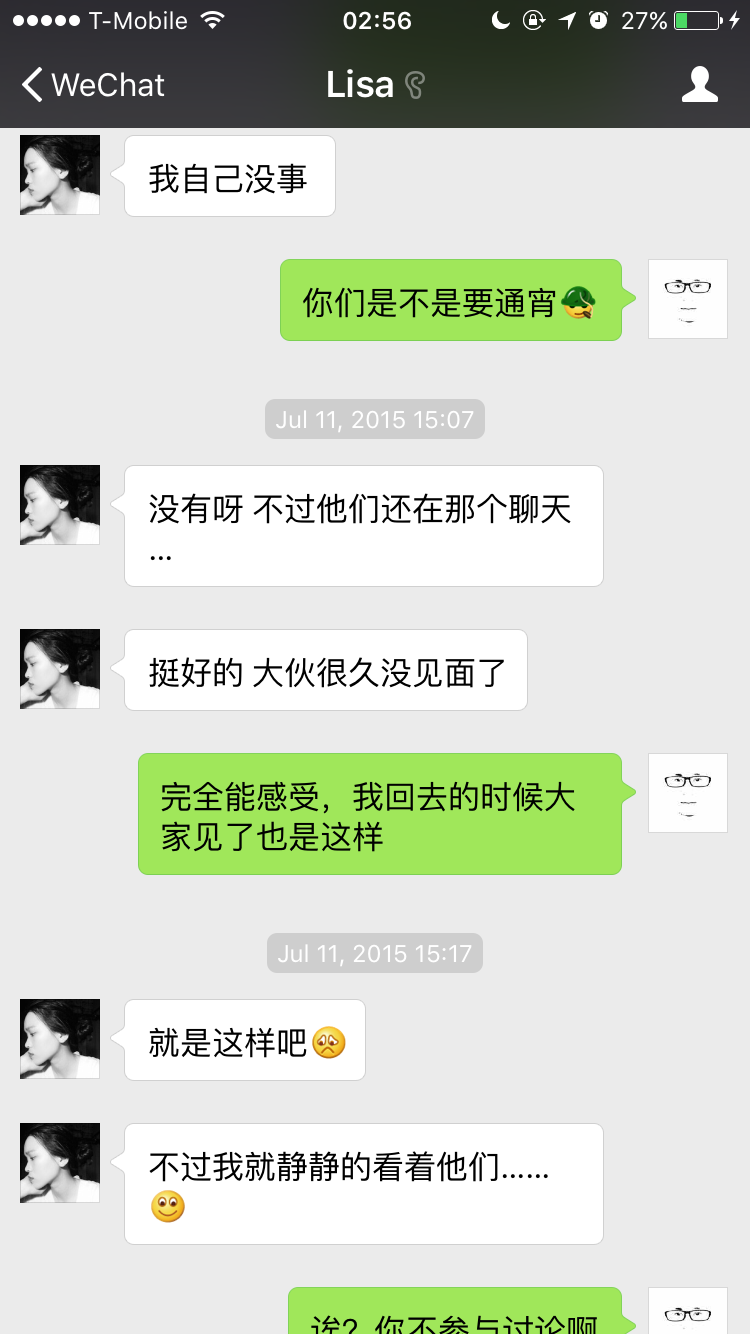 T-Mobile 02:56 27%
WeChat Lisa
我自己没事
你们是不是要通宵
Jul 11, 2015 15:07
没有呀 不过他们还在那个聊天
...
挺好的 大伙很久没见面了
完全能感受，我回去的时候大
家见了也是这样
Jul 11, 2015 15:17
就是这样吧
不过我就静静的看着他们……
诶？你不参与讨论啊